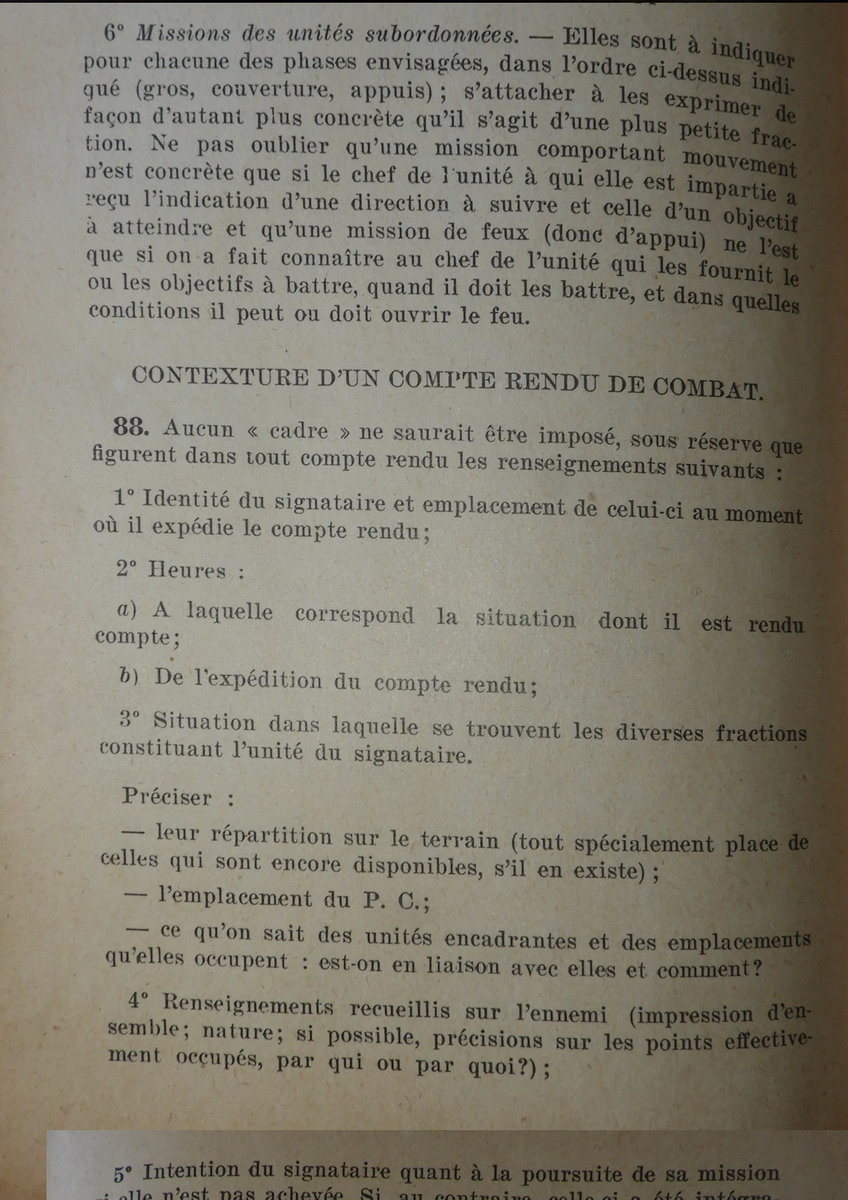 6° Missions des unités subordonnées. — Elles sont à indiquer
pour chacune des phases envisagées, dans l'ordre ci-dessus indi-
qué (gros, couverture, appuis) ; s'attacher à les exprimer de
façon d'autant plus concrète qu'il s'agit d'une plus petite frac-
tion. Ne pas oublier qu'une mission comportant mouvement
n'est concrète que si le chef de l'unité à qui elle est impartie a
reçu l'indication d'une direction à suivre et celle d'un objectif
à atteindre et qu'une mission de feux (donc d'appui) ne l'est
que si on a fait connaître au chef de l'unité qui les fournit le
ou les objectifs à battre, quand il doit les battre, et dans quelles
conditions il peut ou doit ouvrir le feu.
CONTEXTURE D'UN COMPTE RENDU DE COMBAT.
88. Aucun « cadre » ne saurait être imposé, sous réserve que
figurent dans tout compte rendu les renseignements suivants :
1° Identité du signataire et emplacement de celui-ci au moment
où il expédie le compte rendu;
2° Heures :
a) A laquelle correspond la situation dont il est rendu
compte;
b) De l'expédition du compte rendu;
3° Situation dans laquelle se trouvent les diverses fractions
constituant l'unité du signataire.
Préciser :
— leur répartition sur le terrain (tout spécialement place de
celles qui sont encore disponibles, s'il en existe) ;
— l'emplacement du P. C.;
— ce qu'on sait des unités encadrantes et des emplacements
qu'elles occupent : est-on en liaison avec elles et comment?
4° Renseignements recueillis sur l'ennemi (impression d'en-
semble; nature; si possible, précisions sur les points effective-
ment occupés, par qui ou par quoi?) ;
5° Intention du signataire quant à la poursuite de sa mission
elle n'est pas achevée. Si, au contraire, celle-ci a été